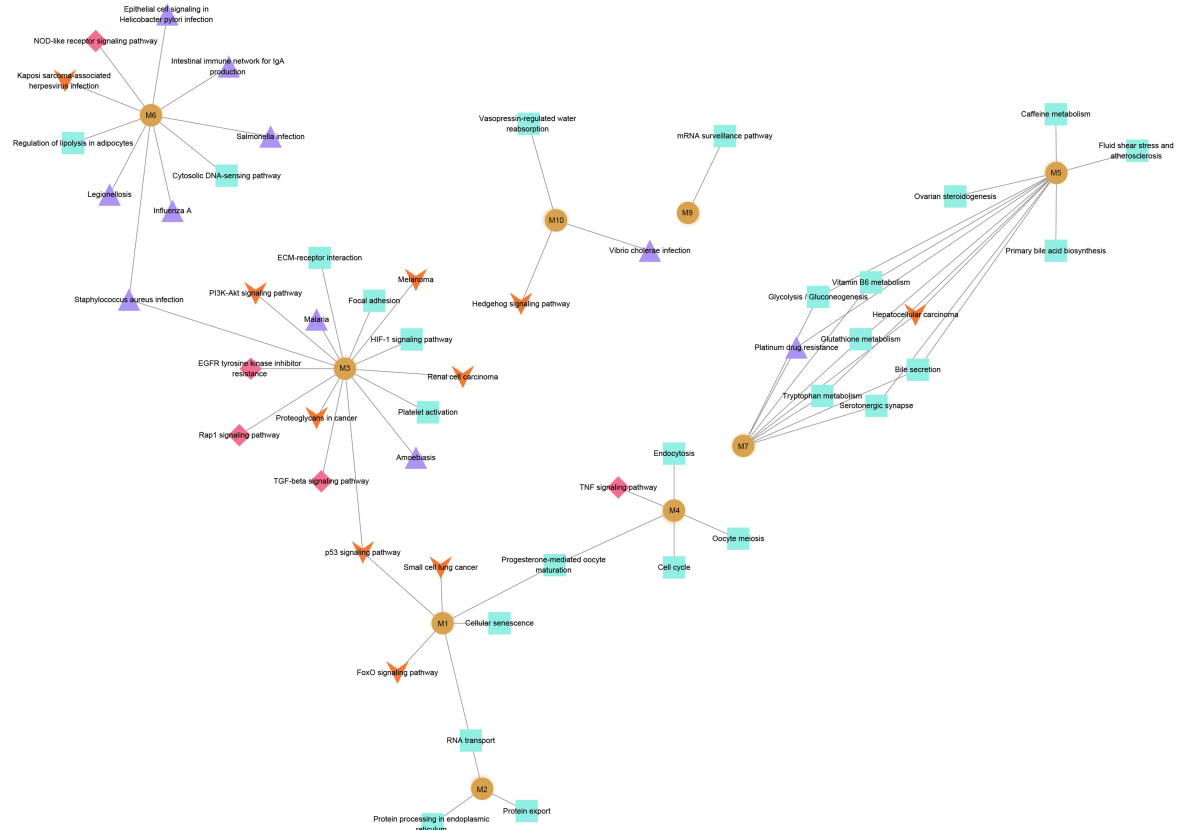 Epithelial cell signaling in
Helicobacter pylori infection
NOD-like receptor signaling pathway
Intestinal immune network for IgA
production
Kaposi sarcoma-associated
herpesvirus infection
M6
Regulation of lipolysis in adipocytes
Salmonella infection
Cytosolic DNA-sensing pathway
Legionellosis
Influenza A
Staphylococcus aureus infection
Vasopressin-regulated water
reabsorption
mRNA surveillance pathway
M10
M9
Vibrio cholerae infection
Hedgehog signaling pathway
Caffeine metabolism
Fluid shear stress and
atherosclerosis
M5
Ovarian steroidogenesis
Primary bile acid biosynthesis
Vitamin B6 metabolism
Glycolysis / Gluconeogenesis
Hepatocellular carcinoma
Glutathione metabolism
Platinum drug resistance
Bile secretion
Tryptophan metabolism
Serotonergic synapse
M7
ECM-receptor interaction
Melanoma
PI3K-Akt signaling pathway
Focal adhesion
Malaria
HIF-1 signaling pathway
EGFR tyrosine kinase inhibitor
resistance
M3
Renal cell carcinoma
Platelet activation
Proteoglycans in cancer
Rap1 signaling pathway
Amoebiasis
TGF-beta signaling pathway
Endocytosis
TNF signaling pathway
M4
Oocyte meiosis
Cell cycle
Progesterone-mediated oocyte
maturation
p53 signaling pathway
Small cell lung cancer
M1
Cellular senescence
FoxO signaling pathway
RNA transport
M2
Protein export
Protein processing in endoplasmic
reticulum